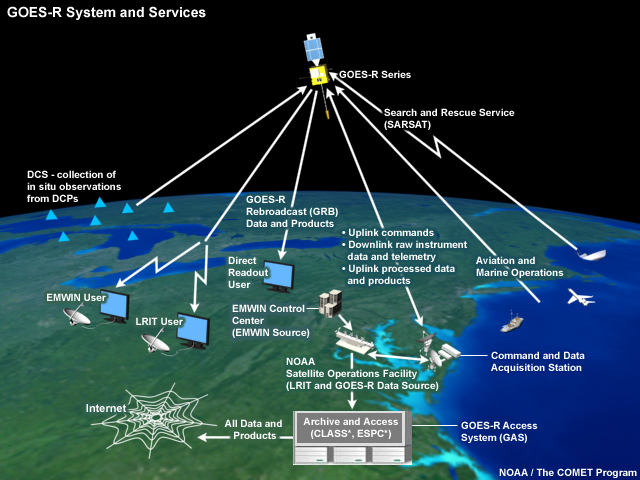 GOES-R System and Services
GOES-R Series
Search and Rescue Service
(SARSAT)
DCS - collection of
in situ observations
from DCPs
GOES-R
Rebroadcast (GRB)
Data and Products
• Uplink commands
• Downlink raw instrument
data and telemetry
• Uplink processed data
and products
Aviation and
Marine Operations
Direct
Readout
User
EMWIN User
LRIT User
EMWIN Control
Center
(EMWIN Source)
NOAA
Satellite Operations Facility
(LRIT and GOES-R Data Source)
Command and Data
Acquisition Station
Internet
All Data and
Products
Archive and Access
(CLASS*, ESPC*)
GOES-R Access
System (GAS)
NOAA / The COMET Program